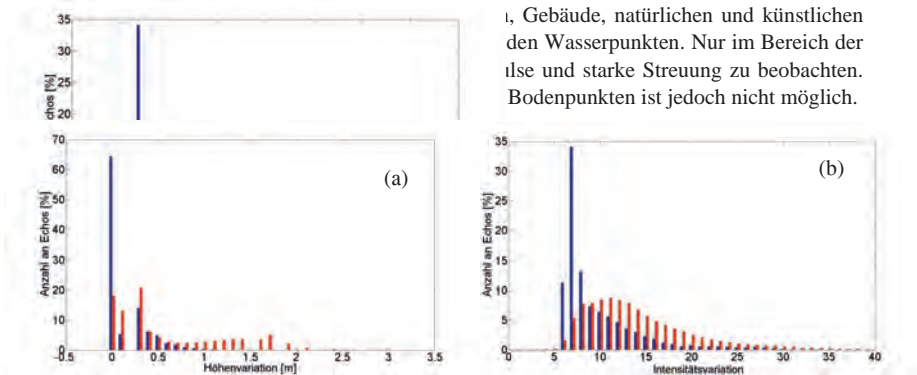 35
30
25
20
, Gebäude, natürlichen und künstlichen
den Wasserpunkten. Nur im Bereich der
ulse und starke Streuung zu beobachten.
Bodenpunkten ist jedoch nicht möglich.
70
60
50
40
30
20
10
0
Anzahl an Echos [%]
(a)
-0.5 0 0.5 1 1.5 2 2.5 3 3.5
Höhenvariation [m]
35
30
25
20
15
10
5
0
Anzahl an Echos [%]
(b)
0 5 10 15 20 25 30 35 40
Intensitätsvariation